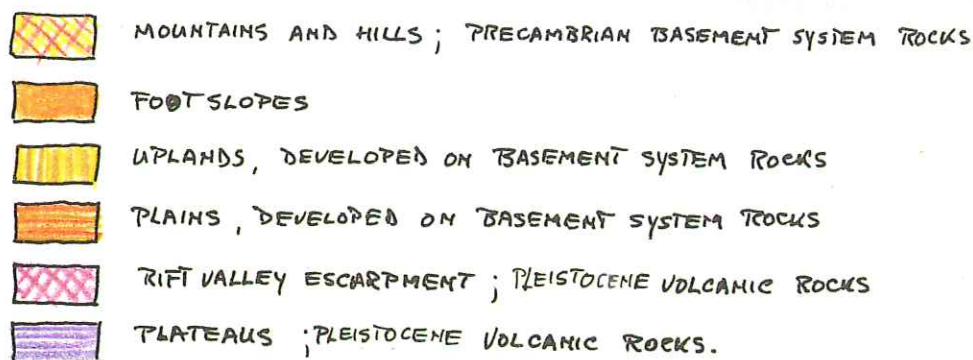 MOUNTAINS AND HILLS; PRECAMBRIAN BASEMENT SYSTEM ROCKS
FOOTSLOPES
UPLANDS, DEVELOPED ON BASEMENT SYSTEM ROCKS
PLAINS, DEVELOPED ON BASEMENT SYSTEM ROCKS
RIFT VALLEY ESCARPMENT; PLEISTOCENE VOLCANIC ROCKS
PLATEAUS ; PLEISTOCENE VOLCANIC ROCKS.